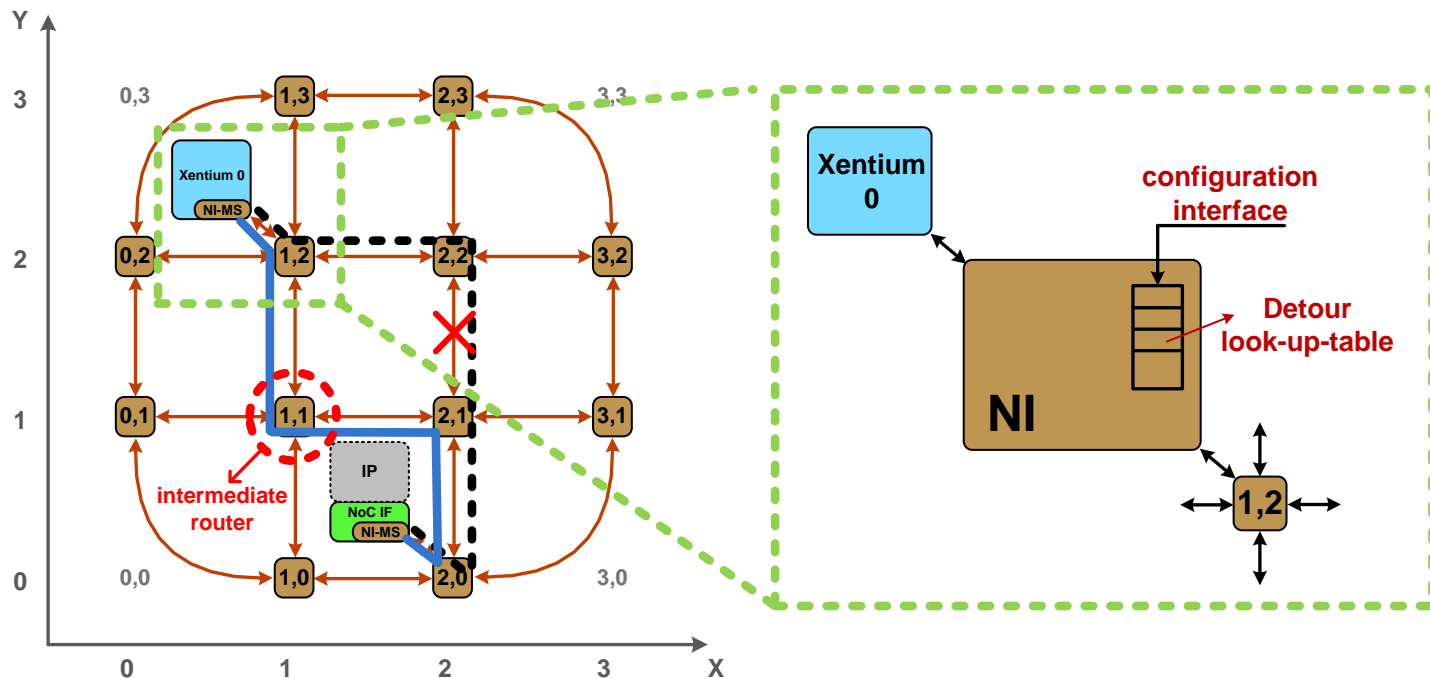 Y
3
0,3
1,3
2,3
3,3
Xentium 0
NI-MS
2
0,2
1,2
2,2
3,2
1
0,1
1,1
2,1
3,1
intermediate
router
IP
NoC IF
NI-MS
0
0,0
1,0
2,0
3,0
0
1
2
3
X
Xentium
0
configuration
interface
Detour
look-up-table
NI
1,2